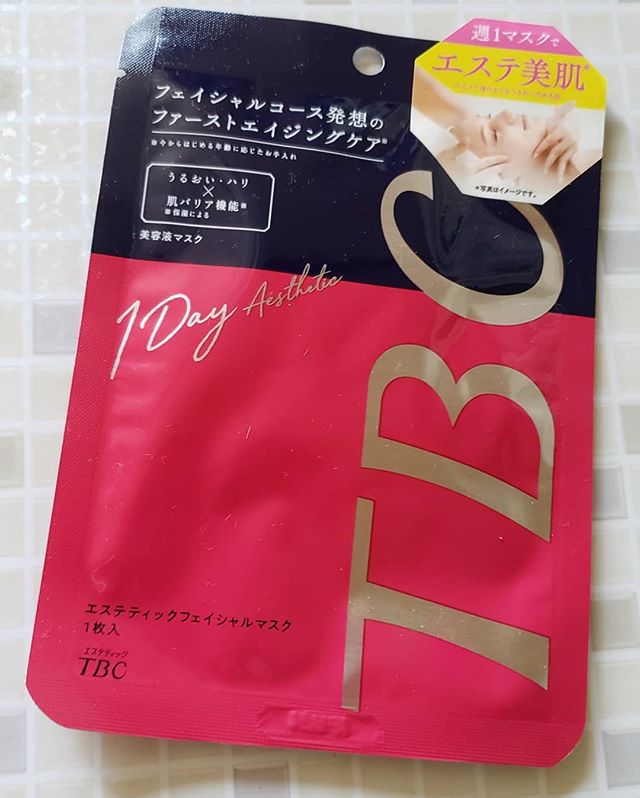 週1マスクで
エステ美肌※
*写真はイメージです。
フェイシャルコース発想の
ファーストエイジングケア※
※今からはじめる年齢に応じたお手入れ
うるおい・ハリ
×
肌バリア機能※
※保湿による
美容液マスク
1Day Aesthetic
TBC
エステティックフェイシャルマスク
1枚入
エステティック
TBC